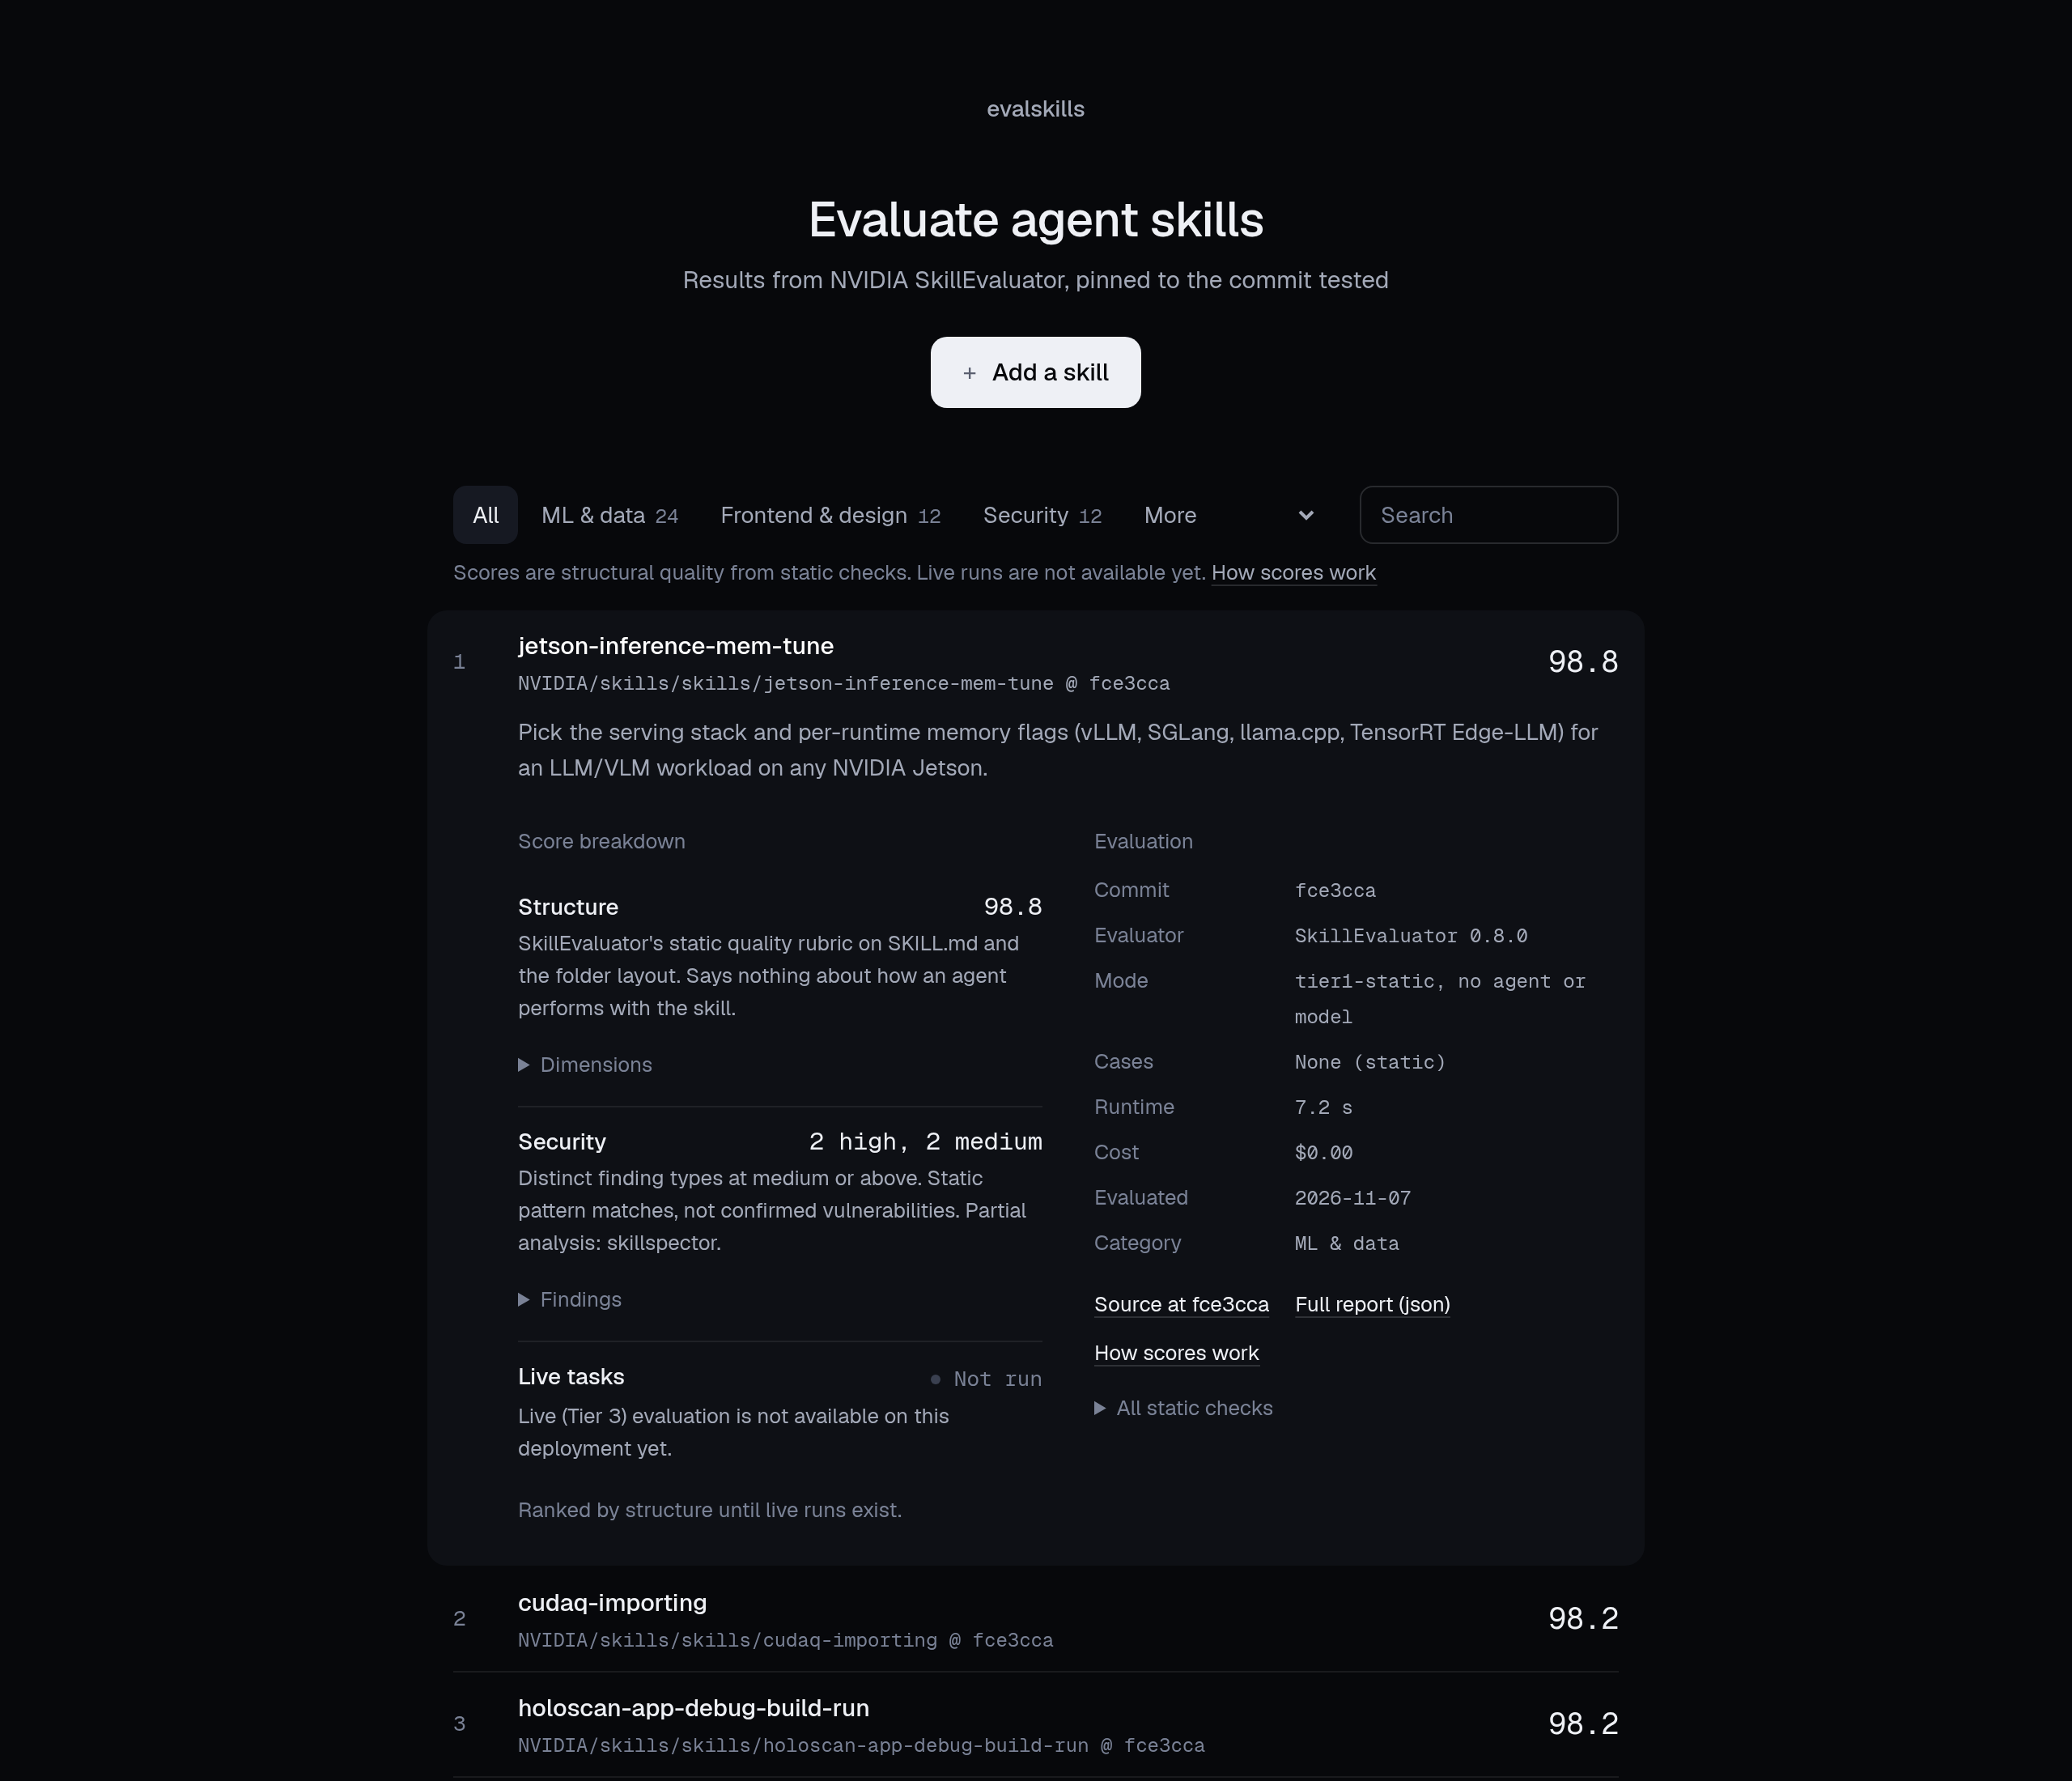 evalskills
Evaluate agent skills
Results from NVIDIA SkillEvaluator, pinned to the commit tested
+ Add a skill
All ML & data 24 Frontend & design 12 Security 12 More Search
Scores are structural quality from static checks. Live runs are not available yet. How scores work
1
jetson-inference-mem-tune
98.8
NVIDIA/skills/skills/jetson-inference-mem-tune @ fce3cca
Pick the serving stack and per-runtime memory flags (vLLM, SGLang, llama.cpp, TensorRT Edge-LLM) for
an LLM/VLM workload on any NVIDIA Jetson.
Score breakdown
Structure 98.8
SkillEvaluator's static quality rubric on SKILL.md and
the folder layout. Says nothing about how an agent
performs with the skill.
▶ Dimensions
Security 2 high, 2 medium
Distinct finding types at medium or above. Static
pattern matches, not confirmed vulnerabilities. Partial
analysis: skillspector.
▶ Findings
Live tasks Not run
Live (Tier 3) evaluation is not available on this
deployment yet.
Ranked by structure until live runs exist.
Evaluation
Commit fce3cca
Evaluator SkillEvaluator 0.8.0
Mode tier1-static, no agent or
model
Cases None (static)
Runtime 7.2 s
Cost $0.00
Evaluated 2026-11-07
Category ML & data
Source at fce3cca Full report (json)
How scores work
▶ All static checks
2
cudaq-importing
98.2
NVIDIA/skills/skills/cudaq-importing @ fce3cca
3
holoscan-app-debug-build-run
98.2
NVIDIA/skills/skills/holoscan-app-debug-build-run @ fce3cca